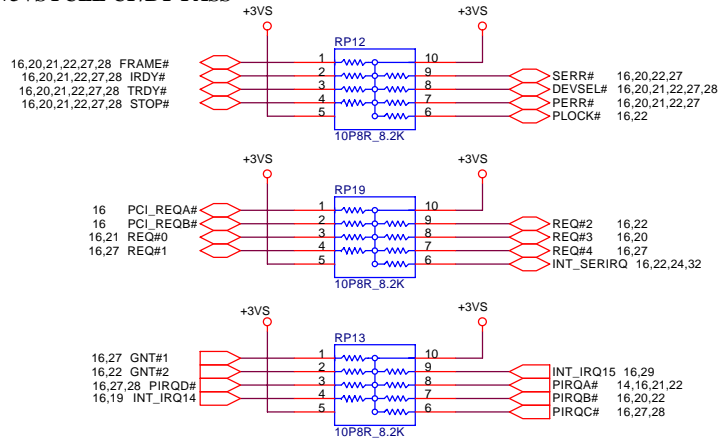 +3VS +3VS
RP12
1 10
16,20,21,22,27,28 FRAME# 2 9 SERR# 16,20,22,27
16,20,21,22,27,28 IRDY# 3 8 DEVSEL# 16,20,21,22,27,28
16,20,21,22,27,28 TRDY# 4 7 PERR# 16,20,21,22,27
16,20,21,22,27,28 STOP# 5 6 PLOCK# 16,22
10P8R_8.2K
+3VS +3VS
RP19
1 10
16 PCI_REQA# 2 9 REQ#2 16,22
16 PCI_REQB# 3 8 REQ#3 16,20
16,21 REQ#0 4 7 REQ#4 16,27
16,27 REQ#1 5 6 INT_SERIRQ 16,22,24,32
10P8R_8.2K
+3VS +3VS
RP13
1 10
16,27 GNT#1 2 9 INT_IRQ15 16,29
16,22 GNT#2 3 8 PIRQA# 14,16,21,22
16,27,28 PIRQD# 4 7 PIRQB# 16,20,22
16,19 INT_IRQ14 5 6 PIRQC# 16,27,28
10P8R_8.2K